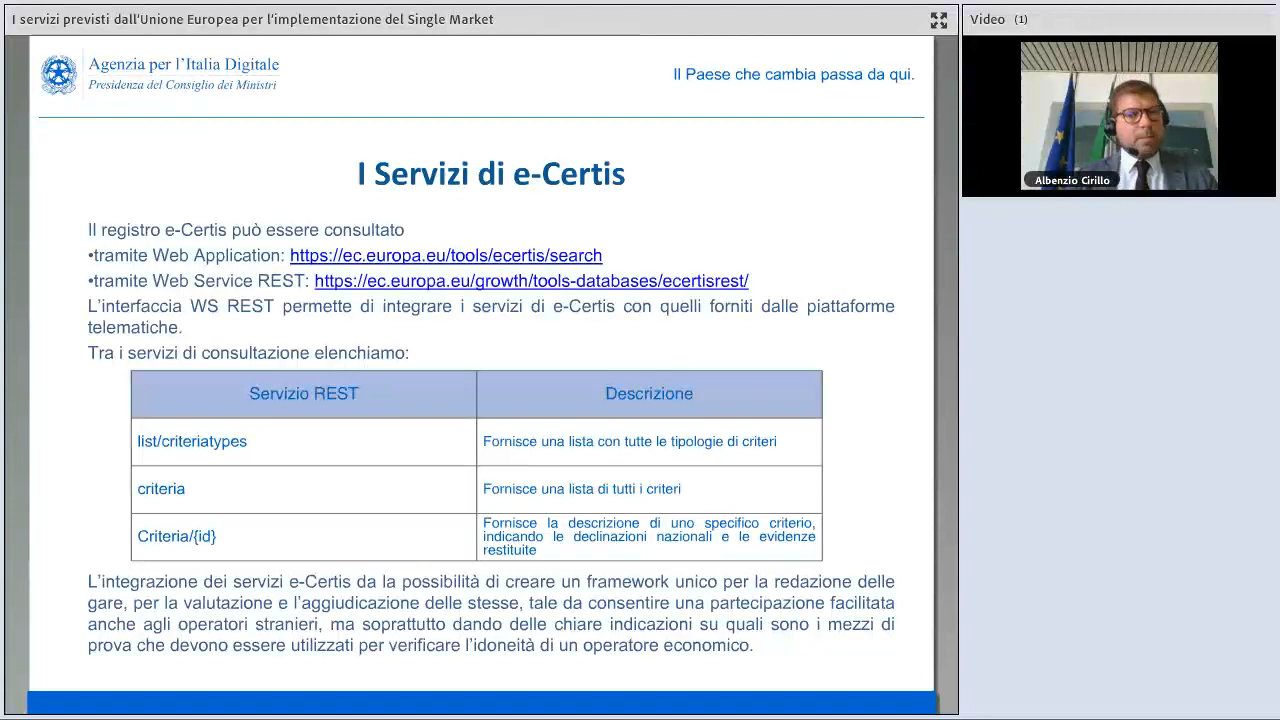 I servizi previsti dall'Unione Europea per l'implementazione del Single Market
Video (1)
Agenzia per l'Italia Digitale
Presidenza del Consiglio dei Ministri
Il Paese che cambia passa da qui.
Albenzio Cirillo
I Servizi di e-Certis
Il registro e-Certis può essere consultato
•tramite Web Application: https://ec.europa.eu/tools/ecertis/search
•tramite Web Service REST: https://ec.europa.eu/growth/tools-databases/ecertisrest/
L'interfaccia WS REST permette di integrare i servizi di e-Certis con quelli forniti dalle piattaforme
telematiche.
Tra i servizi di consultazione elenchiamo:
Servizio REST
Descrizione
list/criteriatypes
Fornisce una lista con tutte le tipologie di criteri
criteria
Fornisce una lista di tutti i criteri
Criteria/{id}
Fornisce la descrizione di uno specifico criterio,
indicando le declinazioni nazionali e le evidenze
restituite
L'integrazione dei servizi e-Certis da la possibilità di creare un framework unico per la redazione delle
gare, per la valutazione e l'aggiudicazione delle stesse, tale da consentire una partecipazione facilitata
anche agli operatori stranieri, ma soprattutto dando delle chiare indicazioni su quali sono i mezzi di
prova che devono essere utilizzati per verificare l'idoneità di un operatore economico.